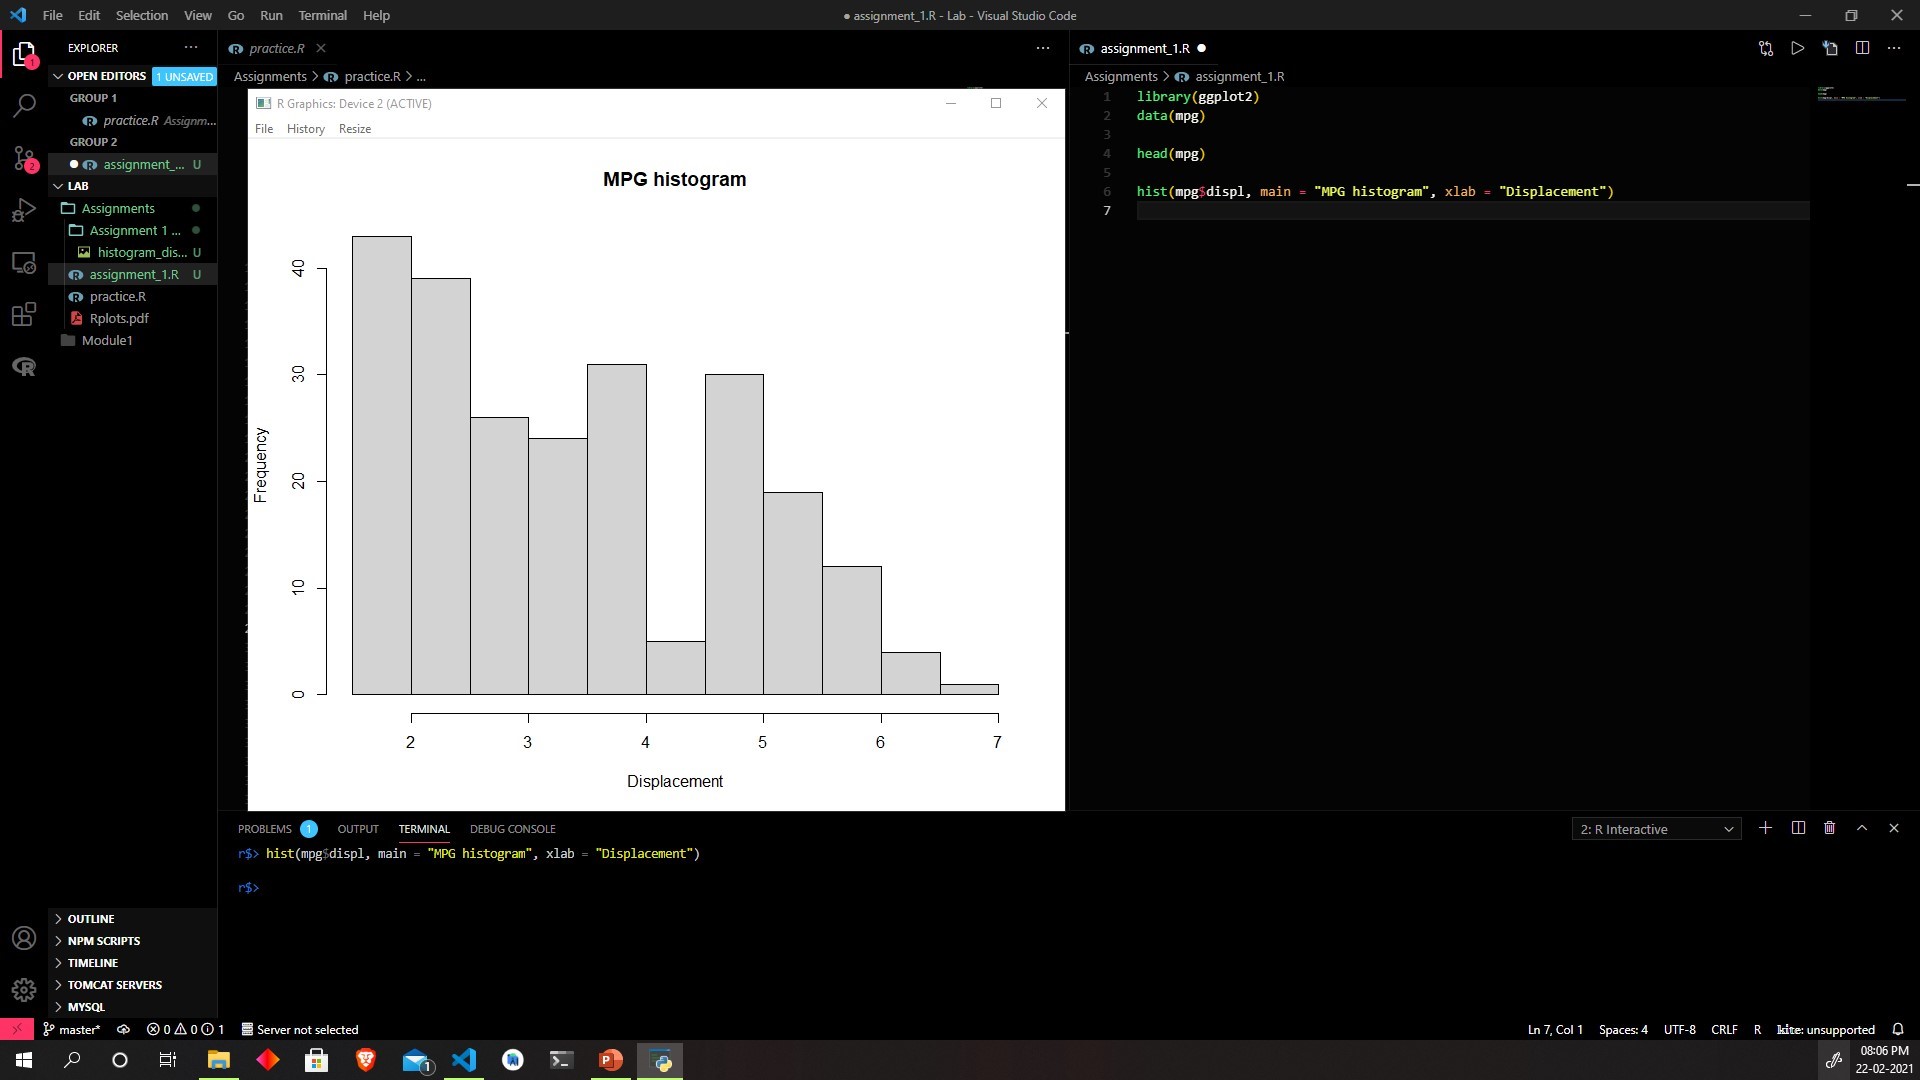 File Edit Selection View Go Run Terminal Help
● assignment_1.R - Lab - Visual Studio Code
EXPLORER
OPEN EDITORS 1 UNSAVED
GROUP 1
practice.R Assignm...
GROUP 2
assignment_... U
LAB
Assignments
Assignment 1 ...
histogram_dis... U
assignment_1.R U
practice.R
Rplots.pdf
Module1
OUTLINE
NPM SCRIPTS
TIMELINE
TOMCAT SERVERS
MYSQL
practice.R
Assignments > practice.R > ...
R Graphics: Device 2 (ACTIVE)
File History Resize
MPG histogram
Frequency
40
30
20
10
0
2 3 4 5 6 7
Displacement
assignment_1.R
Assignments > assignment_1.R
1 library(ggplot2)
2 data(mpg)
3
4 head(mpg)
5
6 hist(mpg$displ, main = "MPG histogram", xlab = "Displacement")
7
PROBLEMS 1 OUTPUT TERMINAL DEBUG CONSOLE
2: R Interactive
r$> hist(mpg$displ, main = "MPG histogram", xlab = "Displacement")
r$>
master* 0 0 1 Server not selected
Ln 7, Col 1 Spaces: 4 UTF-8 CRLF R kite: unsupported
08:06 PM
22-02-2021